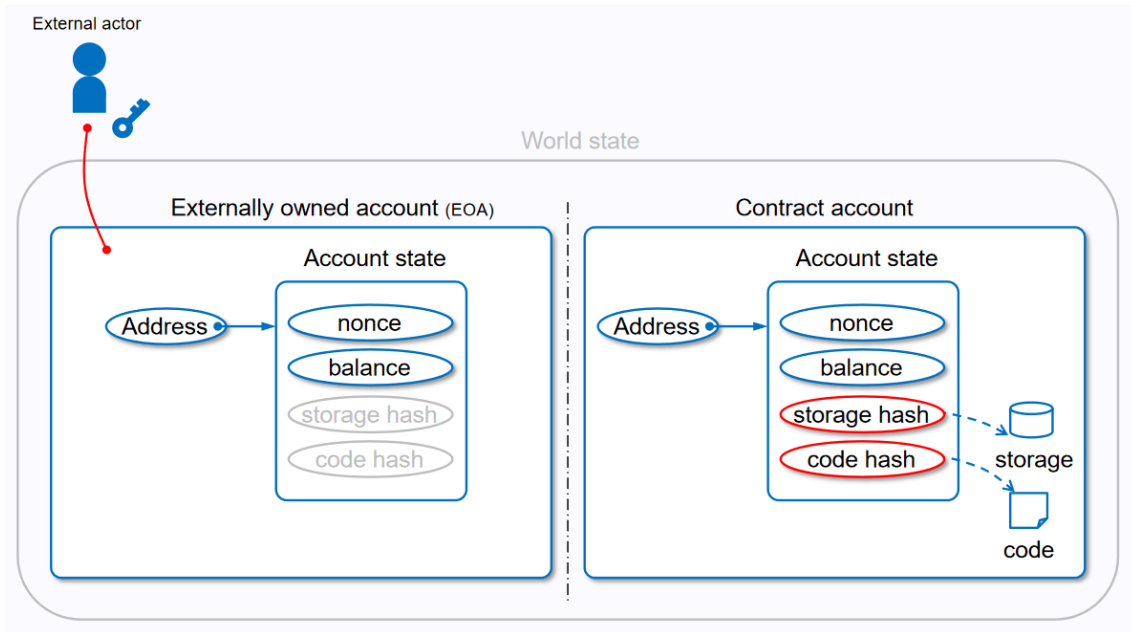 External actor
World state
Externally owned account (EOA)
Account state
Address
nonce
balance
storage hash
code hash
Contract account
Account state
Address
nonce
balance
storage hash
code hash
storage
code